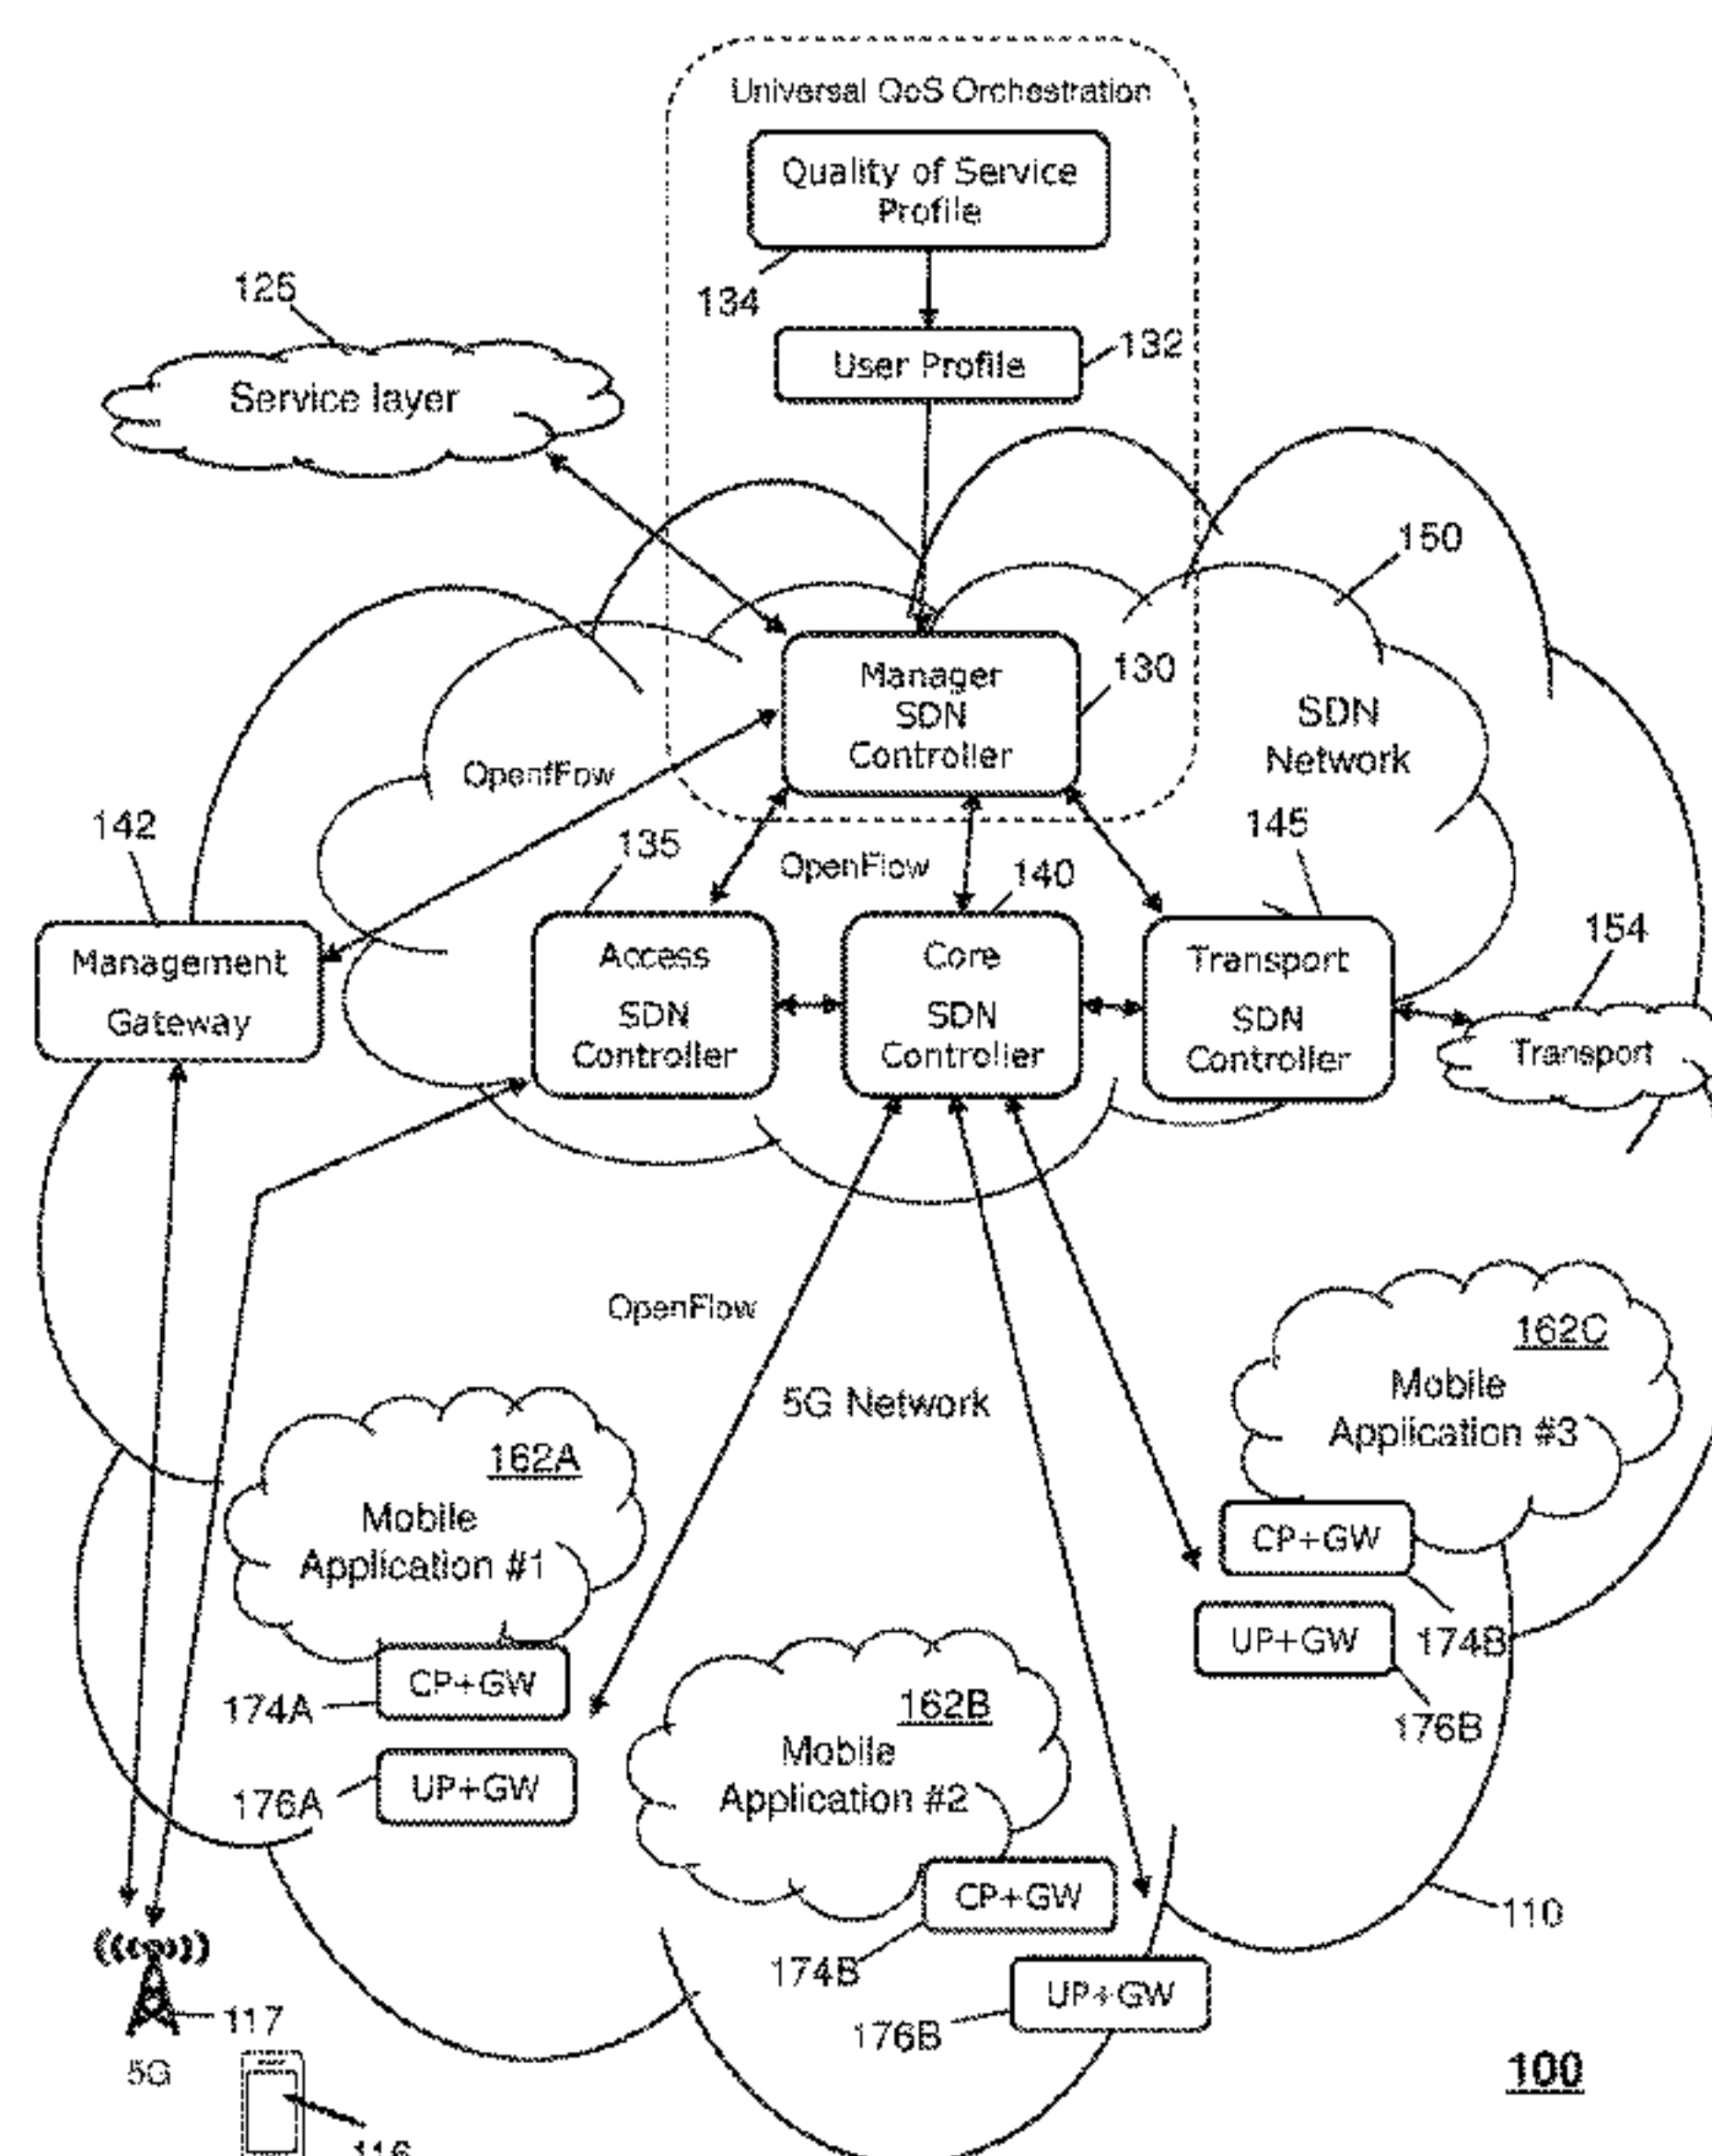 Universal QoS Orchestration
Quality of Service
Profile
134
132
User Profile
125
Service layer
150
Manager
SDN
Controller
130
SDN
Network
OpenfFow
142
135
OpenFlow
140
145
154
Management
Gateway
Access
SDN
Controller
Core
SDN
Controller
Transport
SDN
Controller
Transport
OpenFlow
5G Network
162C
Mobile
Application #3
CP+GW
UP+GW
174B
176B
162A
Mobile
Application #1
CP+GW
174A
UP+GW
176A
162B
Mobile
Application #2
CP+GW
174B
UP+GW
176B
110
117
5G
116
100